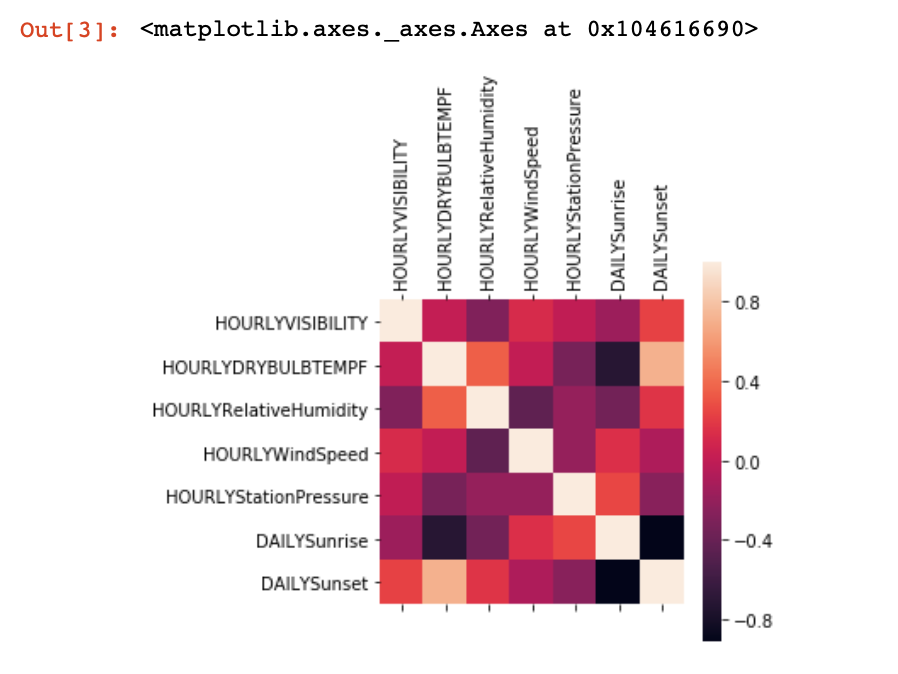 Out[3]: <matplotlib.axes._axes.Axes at 0x104616690>
HOURLYVISIBILITY
HOURLYDRYBULBTEMPF
HOURLYRelativeHumidity
HOURLYWindSpeed
HOURLYStationPressure
DAILYSunrise
DAILYSunset
HOURLYVISIBILITY
HOURLYDRYBULBTEMPF
HOURLYRelativeHumidity
HOURLYWindSpeed
HOURLYStationPressure
DAILYSunrise
DAILYSunset
0.8
0.4
0.0
−0.4
−0.8